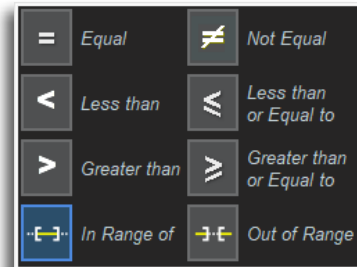 = Equal
≠ Not Equal
< Less than
≤ Less than
or Equal to
> Greater than
≥ Greater than
or Equal to
In Range of
Out of Range